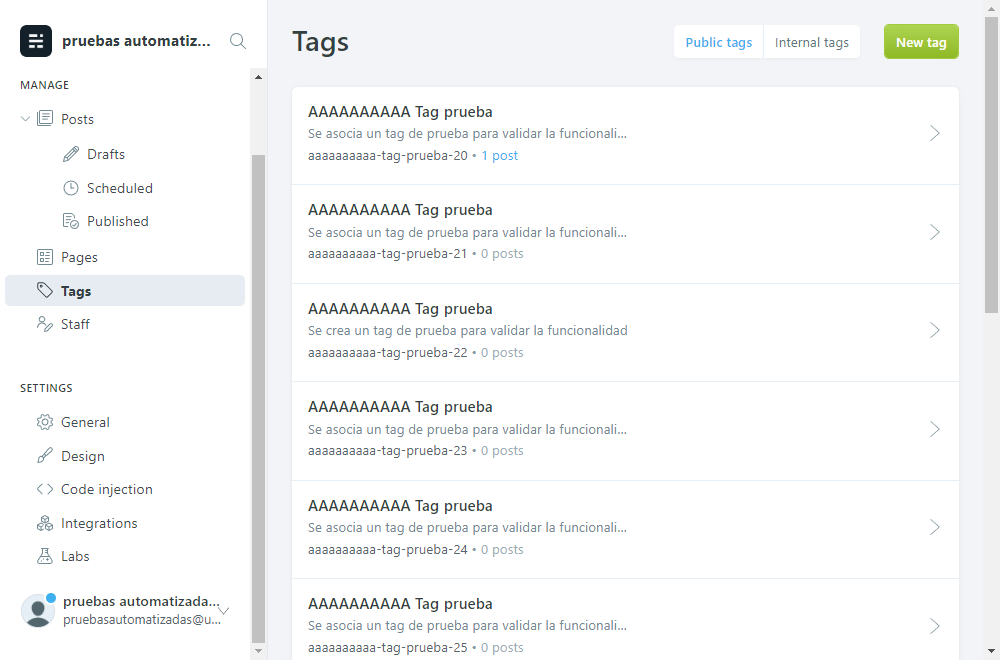 pruebas automatiz...
MANAGE
Posts
Drafts
Scheduled
Published
Pages
Tags
Staff
SETTINGS
General
Design
Code injection
Integrations
Labs
pruebas automatizada...
pruebasautomatizadas@u...
Tags
Public tags
Internal tags
New tag
AAAAAAAAAA Tag prueba
Se asocia un tag de prueba para validar la funcionali...
aaaaaaaaaa-tag-prueba-20 • 1 post
AAAAAAAAAA Tag prueba
Se asocia un tag de prueba para validar la funcionali...
aaaaaaaaaa-tag-prueba-21 • 0 posts
AAAAAAAAAA Tag prueba
Se crea un tag de prueba para validar la funcionalidad
aaaaaaaaaa-tag-prueba-22 • 0 posts
AAAAAAAAAA Tag prueba
Se asocia un tag de prueba para validar la funcionali...
aaaaaaaaaa-tag-prueba-23 • 0 posts
AAAAAAAAAA Tag prueba
Se asocia un tag de prueba para validar la funcionali...
aaaaaaaaaa-tag-prueba-24 • 0 posts
AAAAAAAAAA Tag prueba
Se asocia un tag de prueba para validar la funcionali...
aaaaaaaaaa-tag-prueba-25 • 0 posts